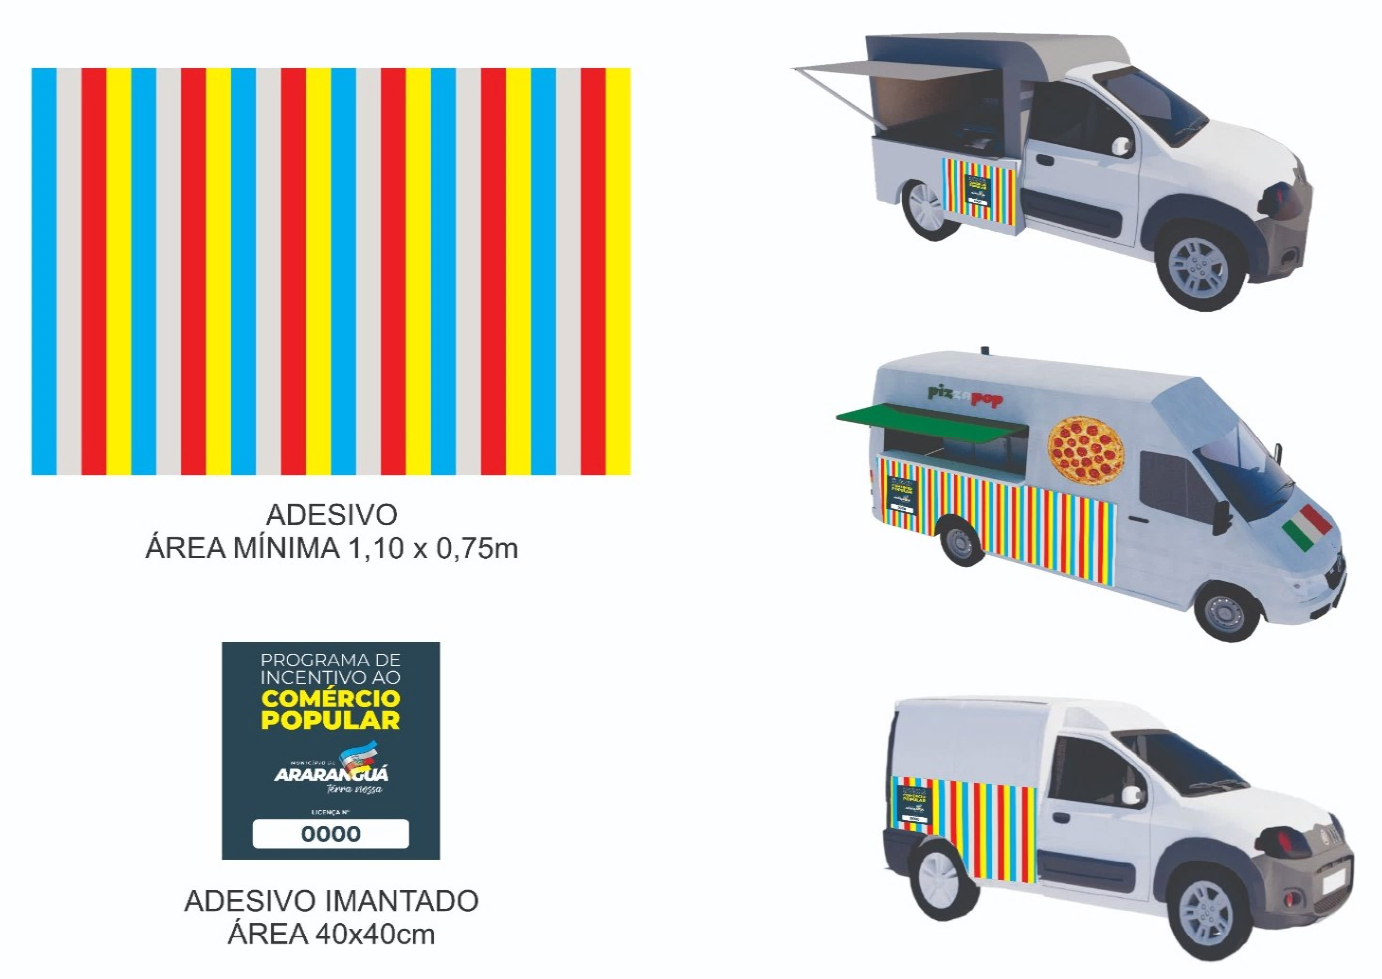 ADESIVO
ÁREA MÍNIMA 1,10 x 0,75m
PROGRAMA DE
INCENTIVO AO
COMÉRCIO
POPULAR
MUNICÍPIO DE
ARARANGUÁ
terra nossa
LICENÇA Nº
0000
ADESIVO IMANTADO
ÁREA 40x40cm
pizzapop